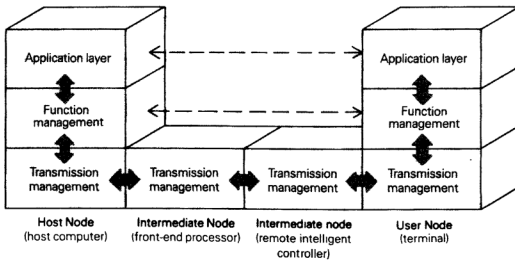 Application layer
Function
management
Transmission
management
Transmission
management
Transmission
management
Application layer
Function
management
Transmission
management
Host Node
(host computer)
Intermediate Node
(front-end processor)
Intermediate node
(remote intelligent
controller)
User Node
(terminal)